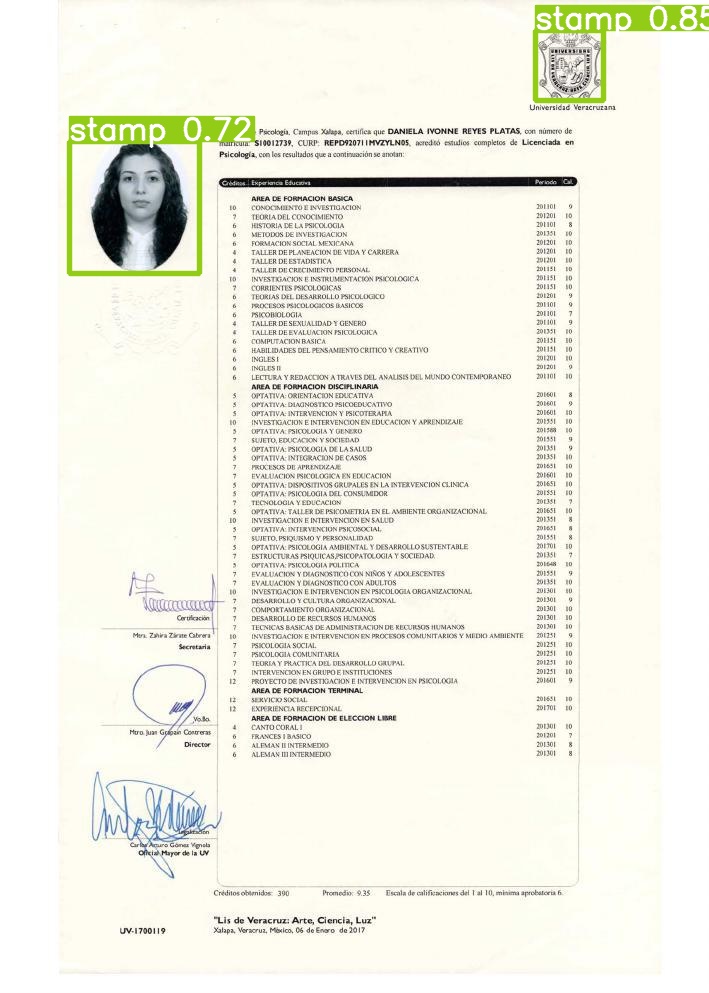 stamp 0.85
Universidad Veracruzana
stamp 0.72
Psicología, Campus Xalapa, certifica que DANIELA IVONNE REYES PLATAS, con número de
matrícula: S10012739, CURP: REPD920711MVZYLN05, acreditó estudios completos de Licenciada en
Psicología, con los resultados que a continuación se anotan:
Créditos Experiencia Educativa Periodo Cal.
AREA DE FORMACION BASICA
10 CONOCIMIENTO E INVESTIGACION 201101 9
7 TEORIA DEL CONOCIMIENTO 201201 10
6 HISTORIA DE LA PSICOLOGIA 201101 8
6 METODOS DE INVESTIGACION 201351 10
6 FORMACION SOCIAL MEXICANA 201201 10
4 TALLER DE PLANEACION DE VIDA Y CARRERA 201201 10
4 TALLER DE ESTADISTICA 201201 10
4 TALLER DE CRECIMIENTO PERSONAL 201151 10
10 INVESTIGACION E INSTRUMENTACION PSICOLOGICA 201151 10
7 CORRIENTES PSICOLOGICAS 201151 10
6 TEORIAS DEL DESARROLLO PSICOLOGICO 201201 9
6 PROCESOS PSICOLOGICOS BASICOS 201101 9
6 PSICOBIOLOGIA 201101 7
4 TALLER DE SEXUALIDAD Y GENERO 201101 9
4 TALLER DE EVALUACION PSICOLOGICA 201351 10
6 COMPUTACION BASICA 201151 10
6 HABILIDADES DEL PENSAMIENTO CRITICO Y CREATIVO 201151 10
6 INGLES I 201201 10
6 INGLES II 201201 9
6 LECTURA Y REDACCION A TRAVES DEL ANALISIS DEL MUNDO CONTEMPORANEO 201101 10
AREA DE FORMACION DISCIPLINARIA
5 OPTATIVA: ORIENTACION EDUCATIVA 201601 8
5 OPTATIVA: DIAGNOSTICO PSICOEDUCATIVO 201601 9
5 OPTATIVA: INTERVENCION Y PSICOTERAPIA 201601 10
10 INVESTIGACION E INTERVENCION EN EDUCACION Y APRENDIZAJE 201551 10
5 OPTATIVA: PSICOLOGIA Y GENERO 201588 10
7 SUJETO, EDUCACION Y SOCIEDAD 201551 9
5 OPTATIVA: PSICOLOGIA DE LA SALUD 201351 9
5 OPTATIVA: INTEGRACION DE CASOS 201351 10
7 PROCESOS DE APRENDIZAJE 201651 10
7 EVALUACION PSICOLOGICA EN EDUCACION 201601 10
5 OPTATIVA: DISPOSITIVOS GRUPALES EN LA INTERVENCION CLINICA 201651 10
5 OPTATIVA: PSICOLOGIA DEL CONSUMIDOR 201551 10
7 TECNOLOGIA Y EDUCACION 201351 7
5 OPTATIVA: TALLER DE PSICOMETRIA EN EL AMBIENTE ORGANIZACIONAL 201651 10
10 INVESTIGACION E INTERVENCION EN SALUD 201351 8
5 OPTATIVA: INTERVENCION PSICOSOCIAL 201651 8
7 SUJETO, PSIQUISMO Y PERSONALIDAD 201551 8
5 OPTATIVA: PSICOLOGIA AMBIENTAL Y DESARROLLO SUSTENTABLE 201701 10
7 ESTRUCTURAS PSIQUICAS,PSICOPATOLOGIA Y SOCIEDAD. 201351 7
5 OPTATIVA: PSICOLOGIA POLITICA 201648 10
7 EVALUACION Y DIAGNOSTICO CON NIÑOS Y ADOLESCENTES 201551 9
7 EVALUACION Y DIAGNOSTICO CON ADULTOS 201351 10
10 INVESTIGACION E INTERVENCION EN PSICOLOGIA ORGANIZACIONAL 201301 10
7 DESARROLLO Y CULTURA ORGANIZACIONAL 201301 9
7 COMPORTAMIENTO ORGANIZACIONAL 201301 10
7 DESARROLLO DE RECURSOS HUMANOS 201301 10
7 TECNICAS BASICAS DE ADMINISTRACION DE RECURSOS HUMANOS 201301 10
10 INVESTIGACION E INTERVENCION EN PROCESOS COMUNITARIOS Y MEDIO AMBIENTE 201251 9
7 PSICOLOGIA SOCIAL 201251 10
7 PSICOLOGIA COMUNITARIA 201251 10
7 TEORIA Y PRACTICA DEL DESARROLLO GRUPAL 201251 10
7 INTERVENCION EN GRUPO E INSTITUCIONES 201251 10
12 PROYECTO DE INVESTIGACION E INTERVENCION EN PSICOLOGIA 201601 9
AREA DE FORMACION TERMINAL
12 SERVICIO SOCIAL 201651 10
12 EXPERIENCIA RECEPCIONAL 201701 10
AREA DE FORMACION DE ELECCION LIBRE
4 CANTO CORAL I 201301 10
6 FRANCES I BASICO 201201 7
6 ALEMAN II INTERMEDIO 201301 8
6 ALEMAN III INTERMEDIO 201301 8
Certificación
Mtra. Zahira Zárate Cabrera
Secretaria
Vo.Bo.
Mtro. Juan Grapain Contreras
Director
Legalización
Carlos Arturo Gómez Vignola
Oficial Mayor de la UV
Créditos obtenidos: 390 Promedio: 9.35 Escala de calificaciones del 1 al 10, mínima aprobatoria 6.
"Lis de Veracruz: Arte, Ciencia, Luz"
UV-1700119 Xalapa, Veracruz, México, 06 de Enero de 2017